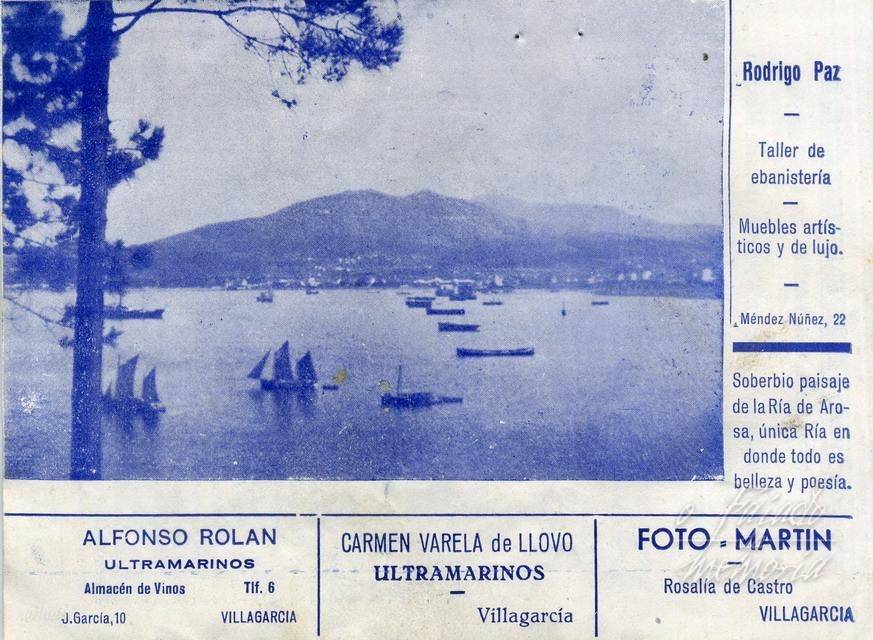 Rodrigo Paz
Taller de
ebanistería
Muebles artís-
ticos y de lujo.
Méndez Núñez, 22
Soberbio paisaje
de la Ría de Aro-
sa, única Ría en
donde todo es
belleza y poesía.
ALFONSO ROLAN
ULTRAMARINOS
Almacén de Vinos Tlf. 6
J. García, 10 VILLAGARCIA
CARMEN VARELA de LLOVO
ULTRAMARINOS
Villagarcía
FOTO - MARTIN
Rosalía de Castro
VILLAGARCIA
o Faiado
memoria